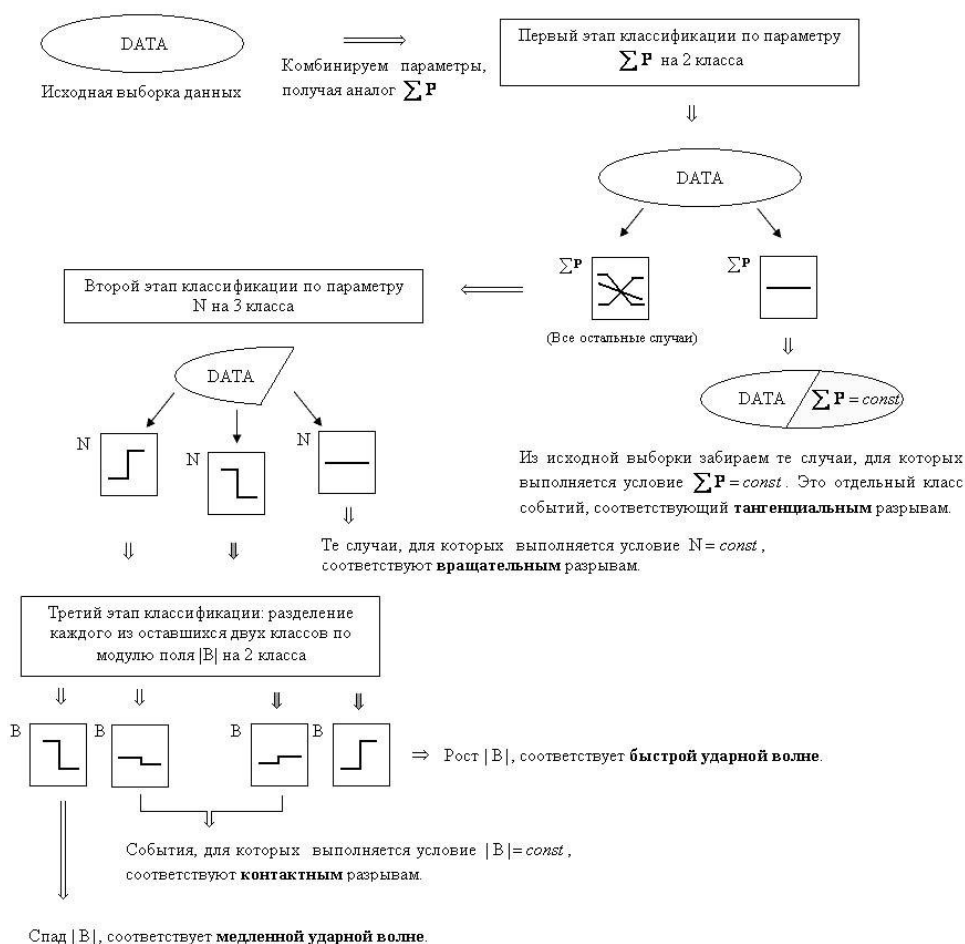 DATA
Исходная выборка данных
Комбинируем параметры,
получая аналог ∑P
Первый этап классификации по параметру
∑P на 2 класса
DATA
∑P
∑P
(Все остальные случаи)
DATA
∑P = const
Из исходной выборки забираем те случаи, для которых
выполняется условие ∑P = const. Это отдельный класс
событий, соответствующий тангенциальным разрывам.
Второй этап классификации по параметру
N на 3 класса
DATA
N
N
N
Те случаи, для которых выполняется условие N = const,
соответствуют вращательным разрывам.
Третий этап классификации: разделение
каждого из оставшихся двух классов по
модулю поля |B| на 2 класса
B
B
B
B
Рост |B|, соответствует быстрой ударной волне.
События, для которых выполняется условие |B| = const,
соответствуют контактным разрывам.
Спад |B|, соответствует медленной ударной волне.